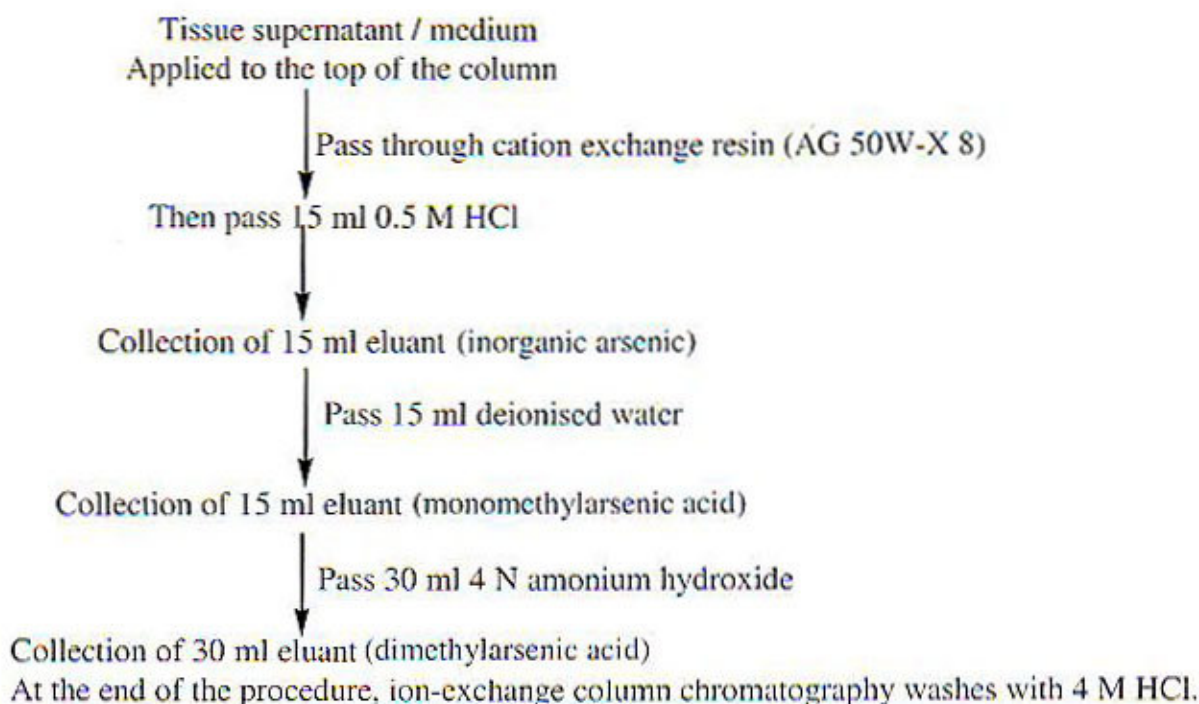 Tissue supernatant / medium
Applied to the top of the column
Pass through cation exchange resin (AG 50W-X 8)
Then pass 15 ml 0.5 M HCl
Collection of 15 ml eluant (inorganic arsenic)
Pass 15 ml deionised water
Collection of 15 ml eluant (monomethylarsenic acid)
Pass 30 ml 4 N amonium hydroxide
Collection of 30 ml eluant (dimethylarsenic acid)
At the end of the procedure, ion-exchange column chromatography washes with 4 M HCl.